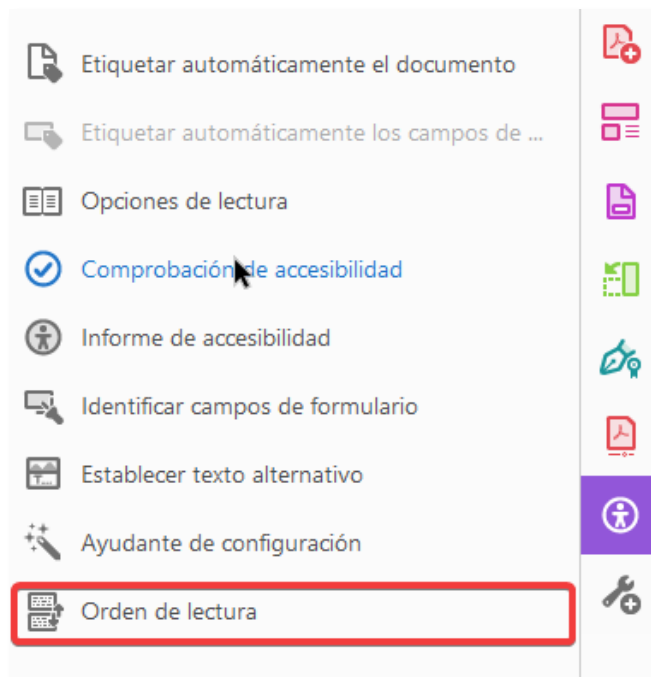 Etiquetar automáticamente el documento
Etiquetar automáticamente los campos de ...
Opciones de lectura
Comprobación de accesibilidad
Informe de accesibilidad
Identificar campos de formulario
Establecer texto alternativo
Ayudante de configuración
Orden de lectura